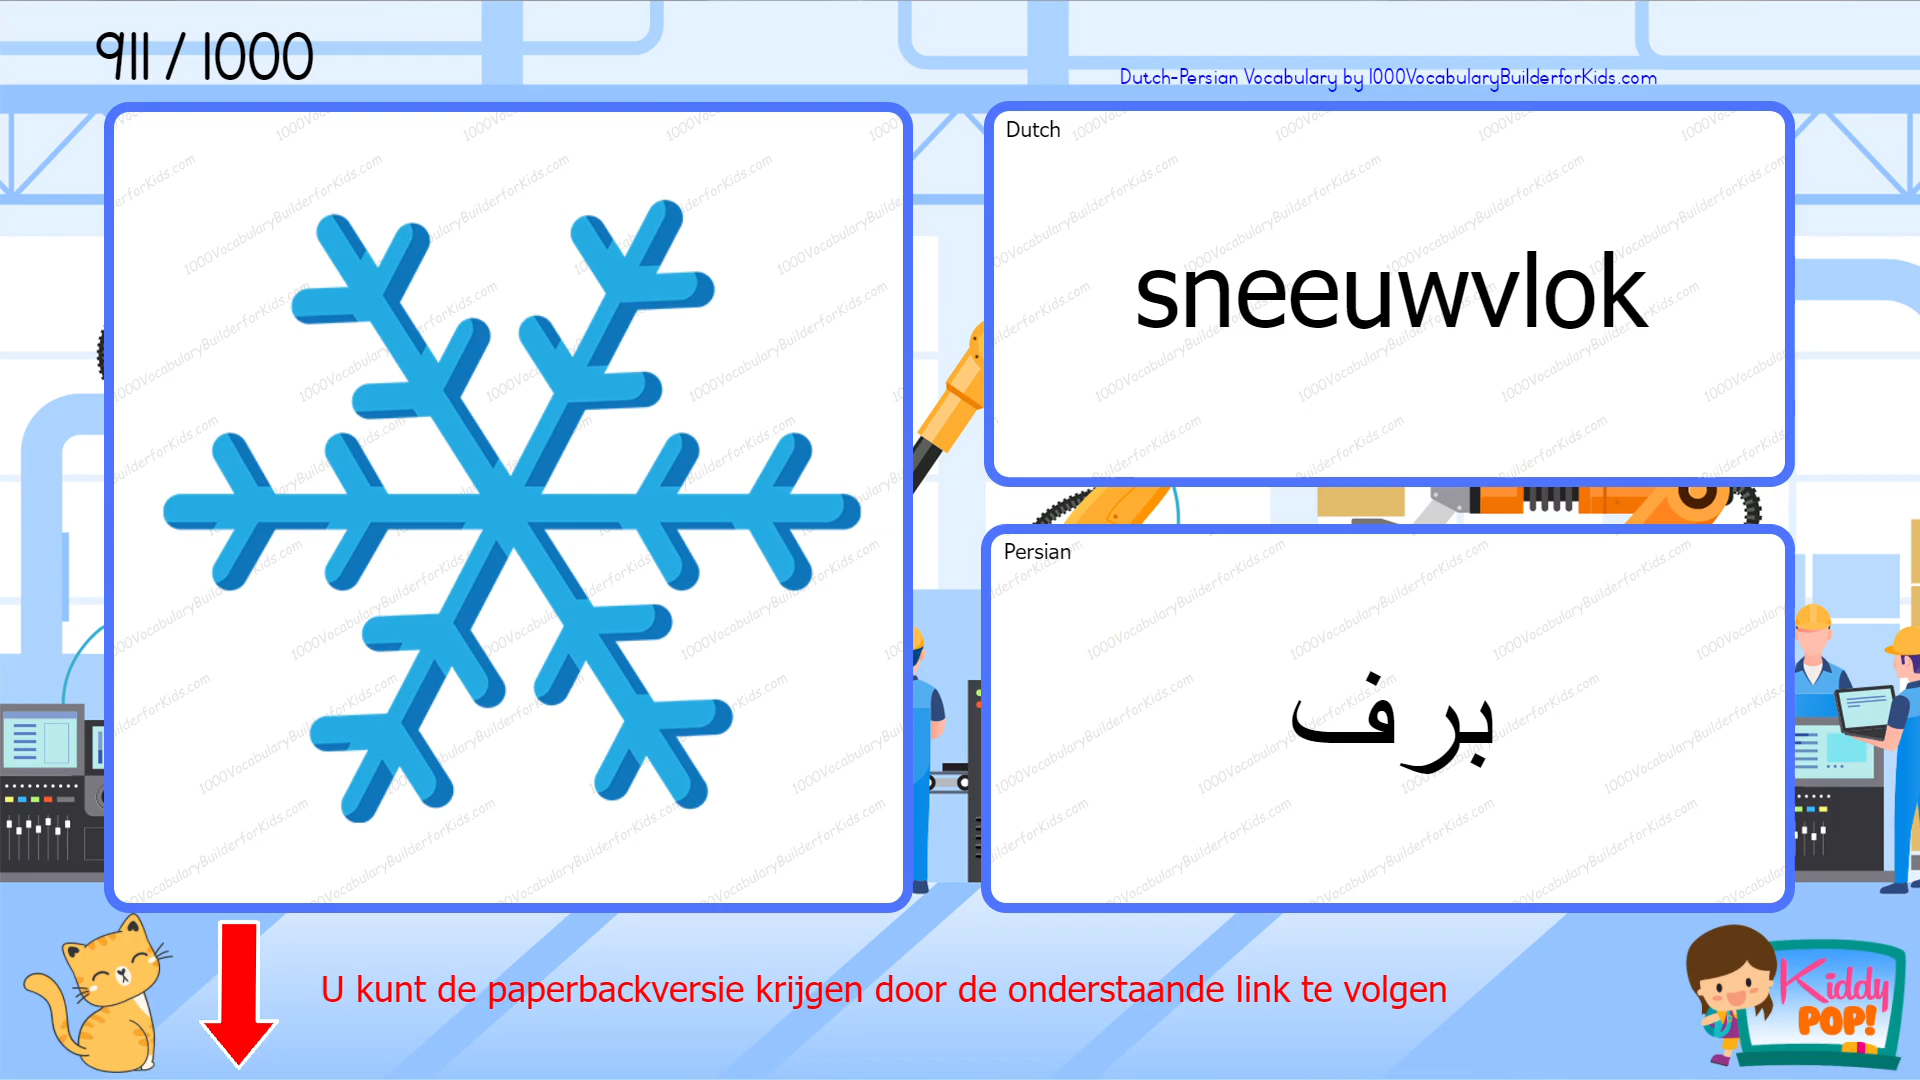 911 / 1000
Dutch-Persian Vocabulary by 1000VocabularyBuilderforKids.com
Dutch
sneeuwvlok
Persian
برف
U kunt de paperbackversie krijgen door de onderstaande link te volgen
Kiddy
POP!